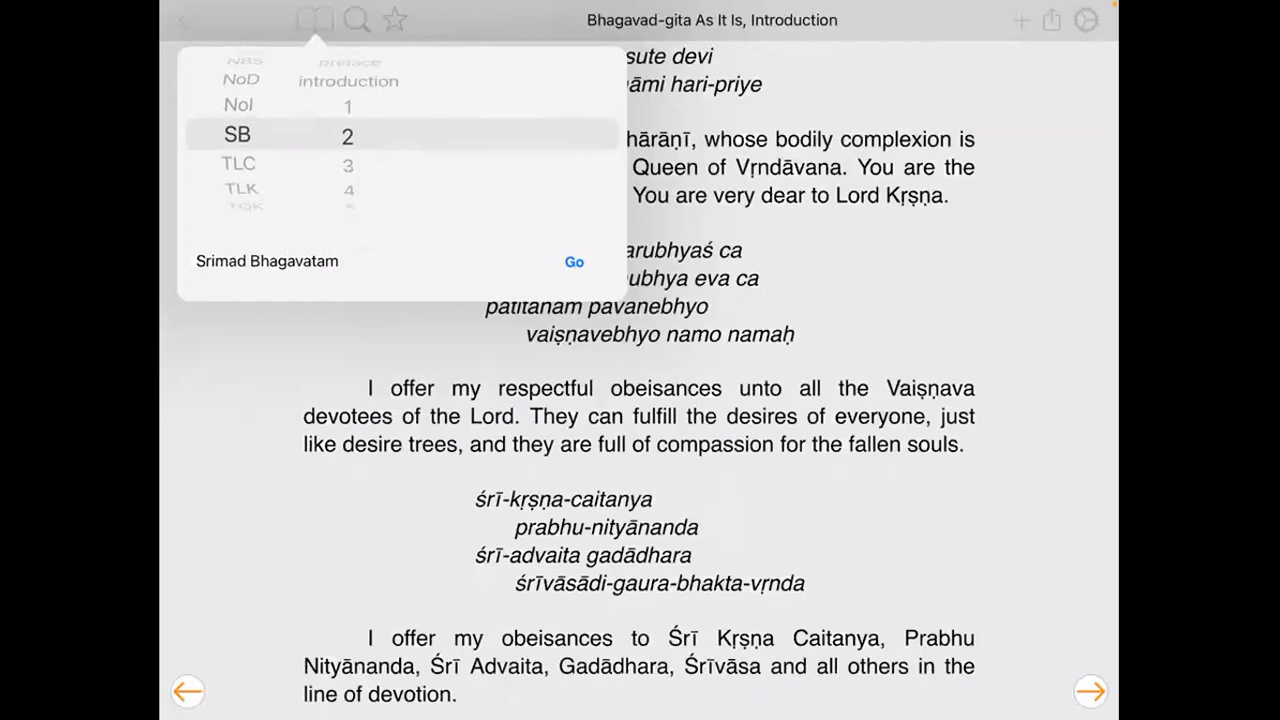 Bhagavad-gita As It Is, Introduction
NBS preface
NoD introduction
NoI 1
SB 2
TLC 3
TLK 4
TQK 5
Srimad Bhagavatam Go
sute devi
āmi hari-priye
hārāṇī, whose bodily complexion is
Queen of Vṛndāvana. You are the
You are very dear to Lord Kṛṣṇa.
arubhyaś ca
ubhya eva ca
patitānāṁ pāvanebhyo
vaiṣṇavebhyo namo namaḥ
I offer my respectful obeisances unto all the Vaiṣṇava
devotees of the Lord. They can fulfill the desires of everyone, just
like desire trees, and they are full of compassion for the fallen souls.
śrī-kṛṣṇa-caitanya
prabhu-nityānanda
śrī-advaita gadādhara
śrīvāsādi-gaura-bhakta-vṛnda
I offer my obeisances to Śrī Kṛṣṇa Caitanya, Prabhu
Nityānanda, Śrī Advaita, Gadādhara, Śrīvāsa and all others in the
line of devotion.